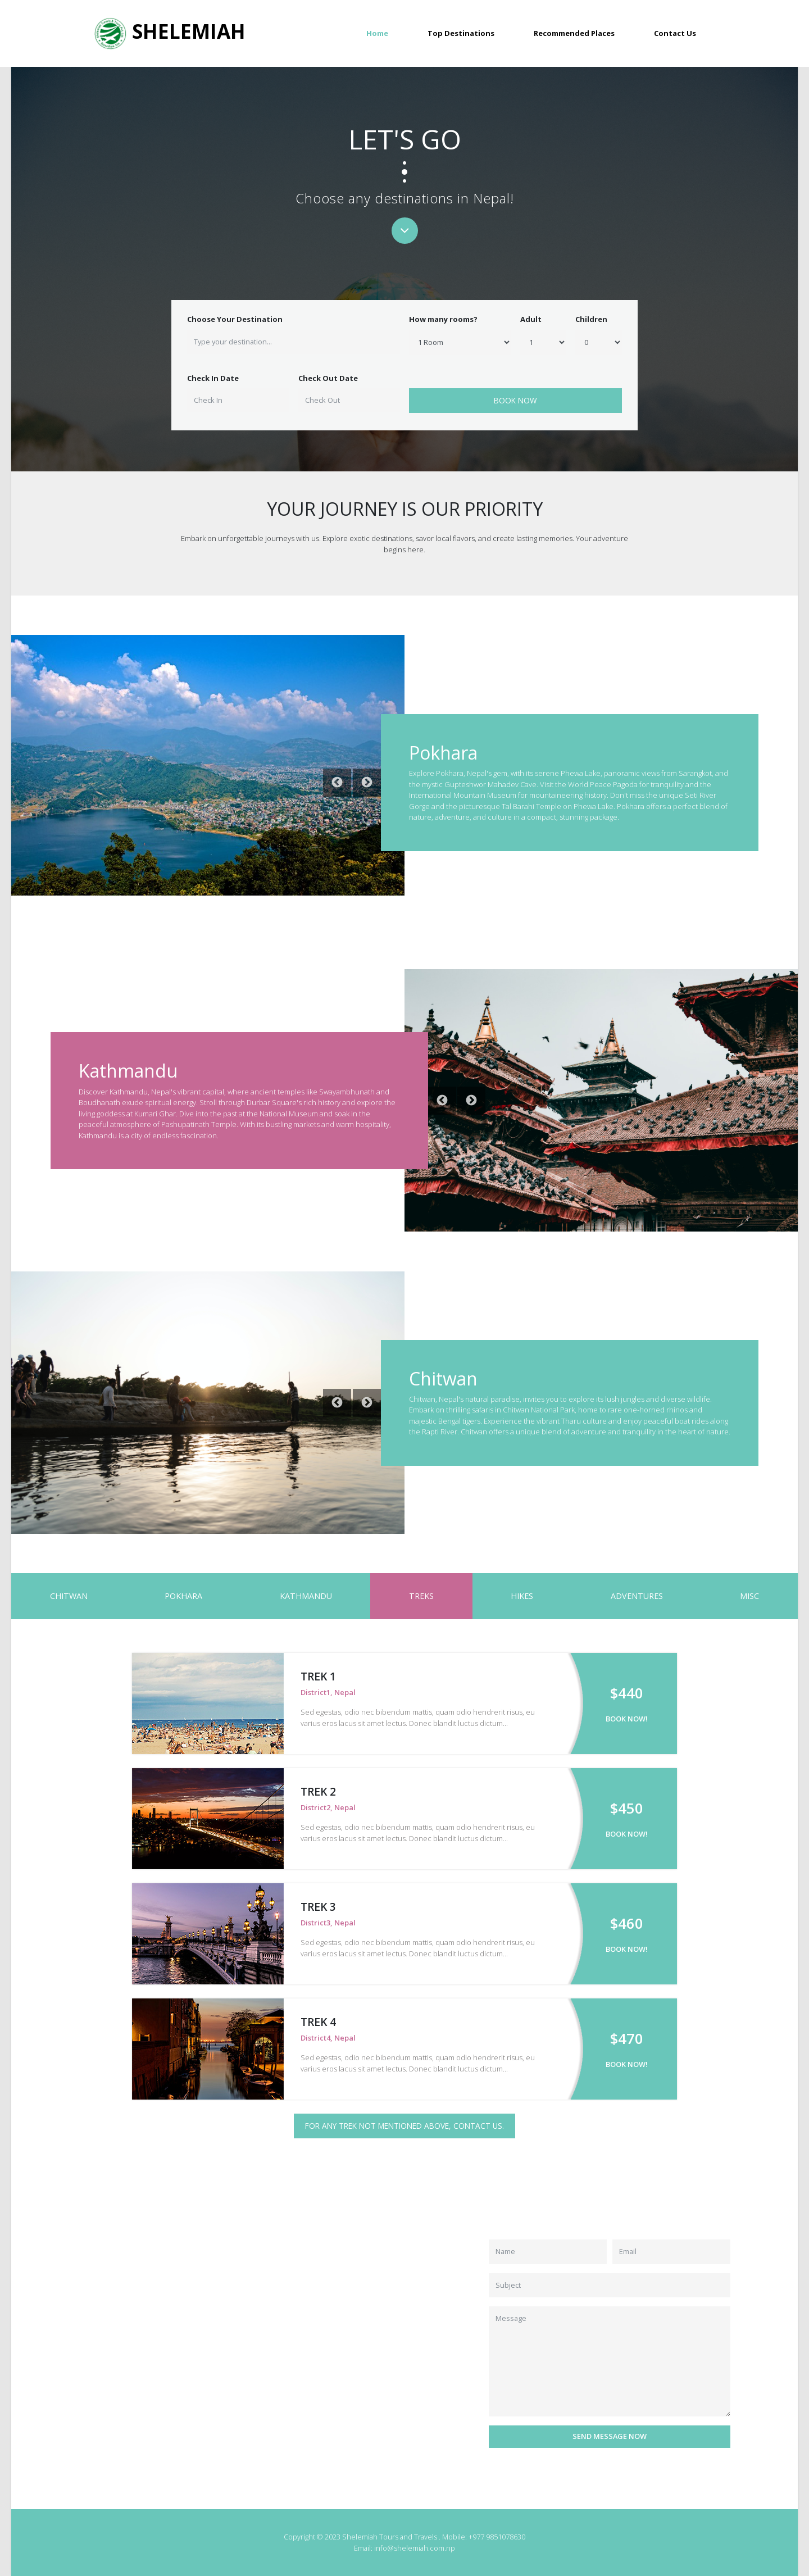 SHELEMIAH
Home
Top Destinations
Recommended Places
Contact Us
LET'S GO
Choose any destinations in Nepal!
Choose Your Destination
How many rooms?
Adult
Children
Type your destination...
1 Room
1
0
Check In Date
Check Out Date
Check In
Check Out
BOOK NOW
YOUR JOURNEY IS OUR PRIORITY
Embark on unforgettable journeys with us. Explore exotic destinations, savor local flavors, and create lasting memories. Your adventure
begins here.
Pokhara
Explore Pokhara, Nepal's gem, with its serene Phewa Lake, panoramic views from Sarangkot, and
the mystic Gupteshwor Mahadev Cave. Visit the World Peace Pagoda for tranquility and the
International Mountain Museum for mountaineering history. Don't miss the unique Seti River
Gorge and the picturesque Tal Barahi Temple on Phewa Lake. Pokhara offers a perfect blend of
nature, adventure, and culture in a compact, stunning package.
Kathmandu
Discover Kathmandu, Nepal's vibrant capital, where ancient temples like Swayambhunath and
Boudhanath exude spiritual energy. Stroll through Durbar Square's rich history and explore the
living goddess at Kumari Ghar. Dive into the past at the National Museum and soak in the
peaceful atmosphere of Pashupatinath Temple. With its bustling markets and warm hospitality,
Kathmandu is a city of endless fascination.
Chitwan
Chitwan, Nepal's natural paradise, invites you to explore its lush jungles and diverse wildlife.
Embark on thrilling safaris in Chitwan National Park, home to rare one-horned rhinos and
majestic Bengal tigers. Experience the vibrant Tharu culture and enjoy peaceful boat rides along
the Rapti River. Chitwan offers a unique blend of adventure and tranquility in the heart of nature.
CHITWAN
POKHARA
KATHMANDU
TREKS
HIKES
ADVENTURES
MISC
TREK 1
District1, Nepal
Sed egestas, odio nec bibendum mattis, quam odio hendrerit risus, eu
varius eros lacus sit amet lectus. Donec blandit luctus dictum...
$440
BOOK NOW!
TREK 2
District2, Nepal
Sed egestas, odio nec bibendum mattis, quam odio hendrerit risus, eu
varius eros lacus sit amet lectus. Donec blandit luctus dictum...
$450
BOOK NOW!
TREK 3
District3, Nepal
Sed egestas, odio nec bibendum mattis, quam odio hendrerit risus, eu
varius eros lacus sit amet lectus. Donec blandit luctus dictum...
$460
BOOK NOW!
TREK 4
District4, Nepal
Sed egestas, odio nec bibendum mattis, quam odio hendrerit risus, eu
varius eros lacus sit amet lectus. Donec blandit luctus dictum...
$470
BOOK NOW!
FOR ANY TREK NOT MENTIONED ABOVE, CONTACT US.
Name
Email
Subject
Message
SEND MESSAGE NOW
Copyright © 2023 Shelemiah Tours and Travels . Mobile: +977 9851078630
Email: info@shelemiah.com.np